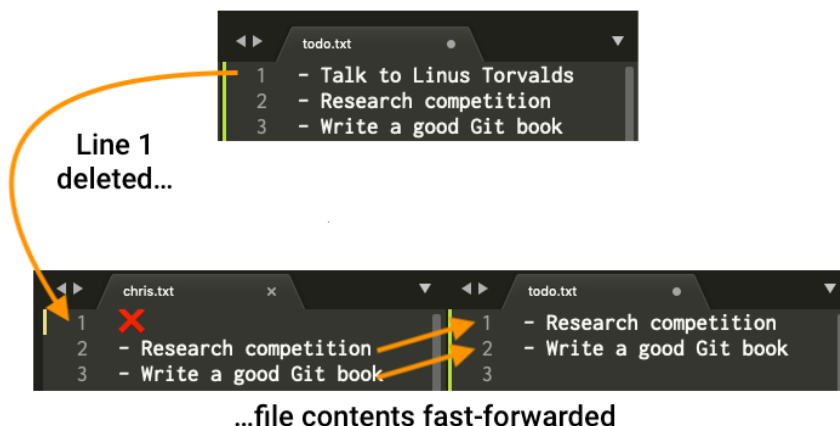 todo.txt
1 - Talk to Linus Torvalds
2 - Research competition
3 - Write a good Git book
Line 1
deleted…
chris.txt
1
2 - Research competition
3 - Write a good Git book
todo.txt
1 - Research competition
2 - Write a good Git book
3
…file contents fast-forwarded